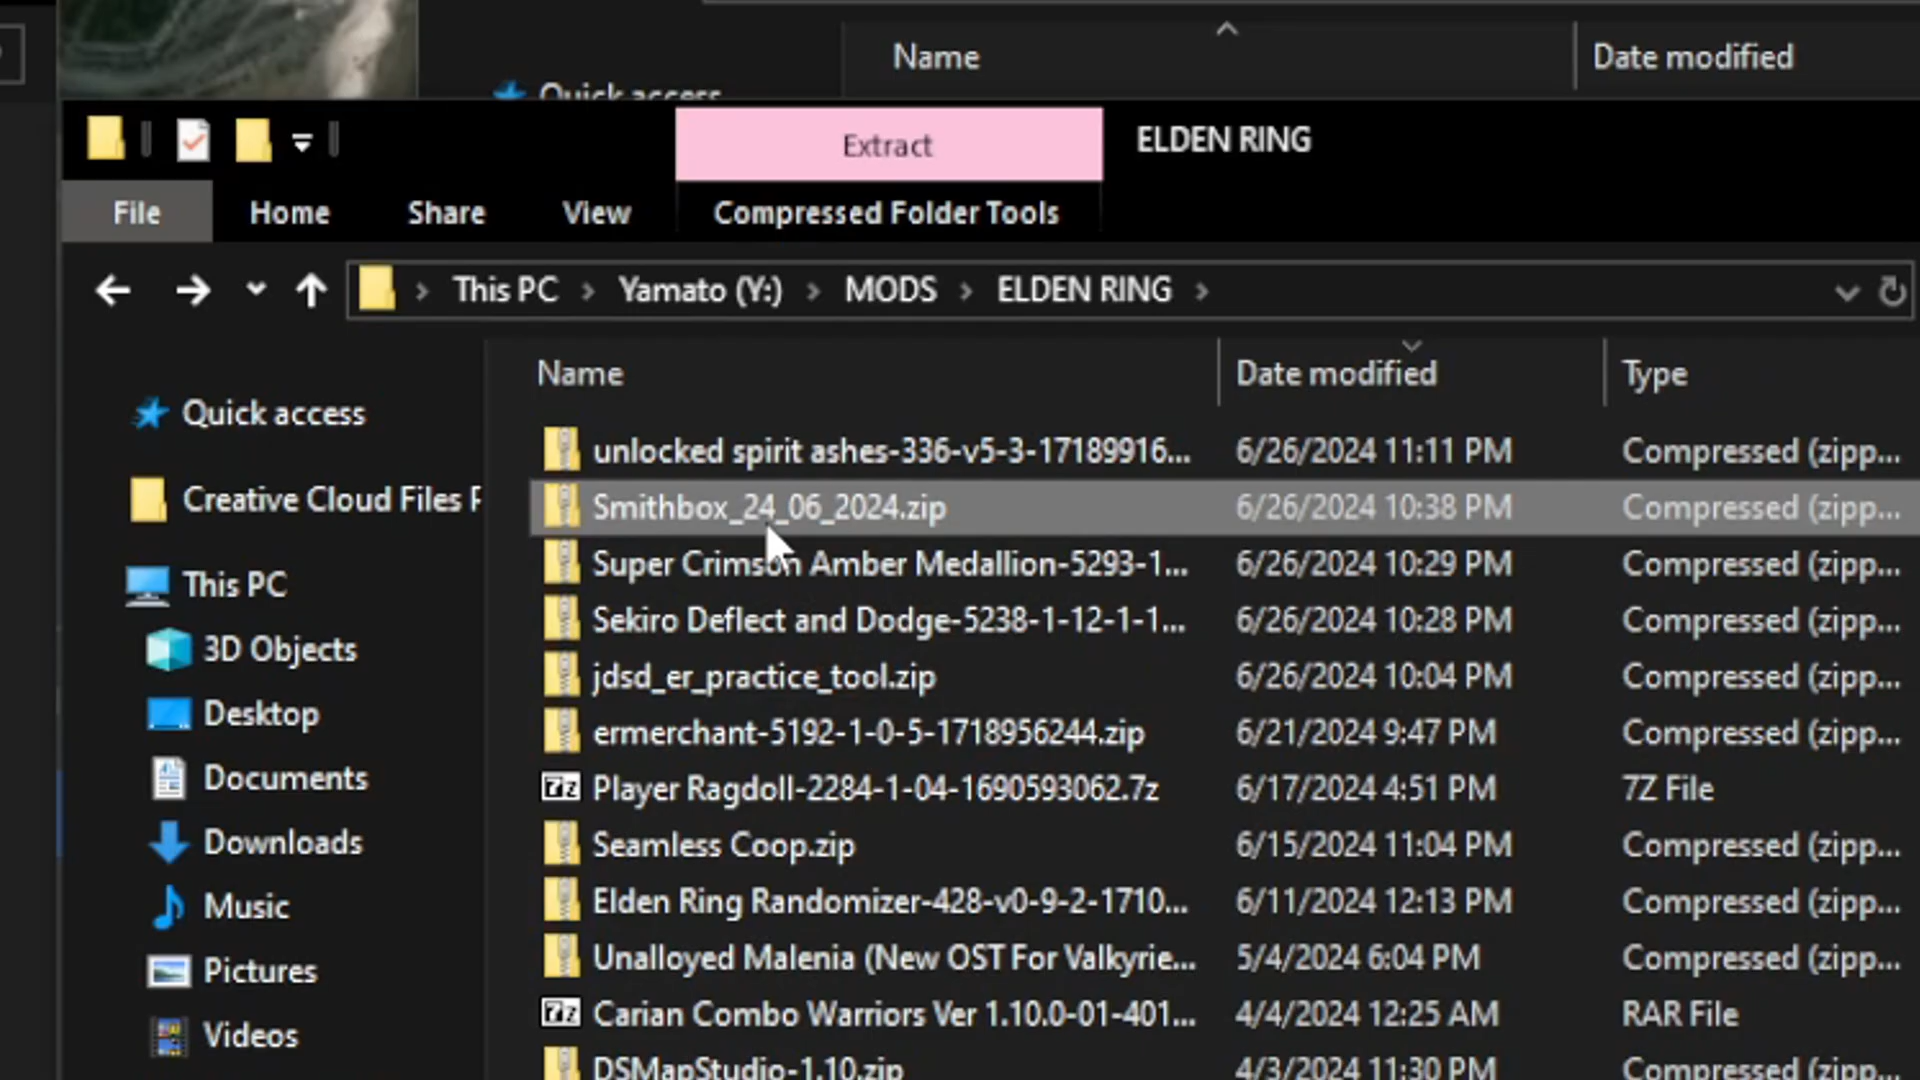 Name Date modified
Quick access
Extract ELDEN RING
File Home Share View Compressed Folder Tools
This PC Yamato (Y:) MODS ELDEN RING
Name Date modified Type
Quick access
Creative Cloud Files
This PC
3D Objects
Desktop
Documents
Downloads
Music
Pictures
Videos
unlocked spirit ashes-336-v5-3-17189916... 6/26/2024 11:11 PM Compressed (zipp...
Smithbox_24_06_2024.zip 6/26/2024 10:38 PM Compressed (zipp...
Super Crimson Amber Medallion-5293-1... 6/26/2024 10:29 PM Compressed (zipp...
Sekiro Deflect and Dodge-5238-1-12-1-1... 6/26/2024 10:28 PM Compressed (zipp...
jdsd_er_practice_tool.zip 6/26/2024 10:04 PM Compressed (zipp...
ermerchant-5192-1-0-5-1718956244.zip 6/21/2024 9:47 PM Compressed (zipp...
Player Ragdoll-2284-1-04-1690593062.7z 6/17/2024 4:51 PM 7Z File
Seamless Coop.zip 6/15/2024 11:04 PM Compressed (zipp...
Elden Ring Randomizer-428-v0-9-2-1710... 6/11/2024 12:13 PM Compressed (zipp...
Unalloyed Malenia (New OST For Valkyrie... 5/4/2024 6:04 PM Compressed (zipp...
Carian Combo Warriors Ver 1.10.0-01-401... 4/4/2024 12:25 AM RAR File
DSMapStudio-1.10.zip 4/3/2024 11:30 PM Compressed (zipp...